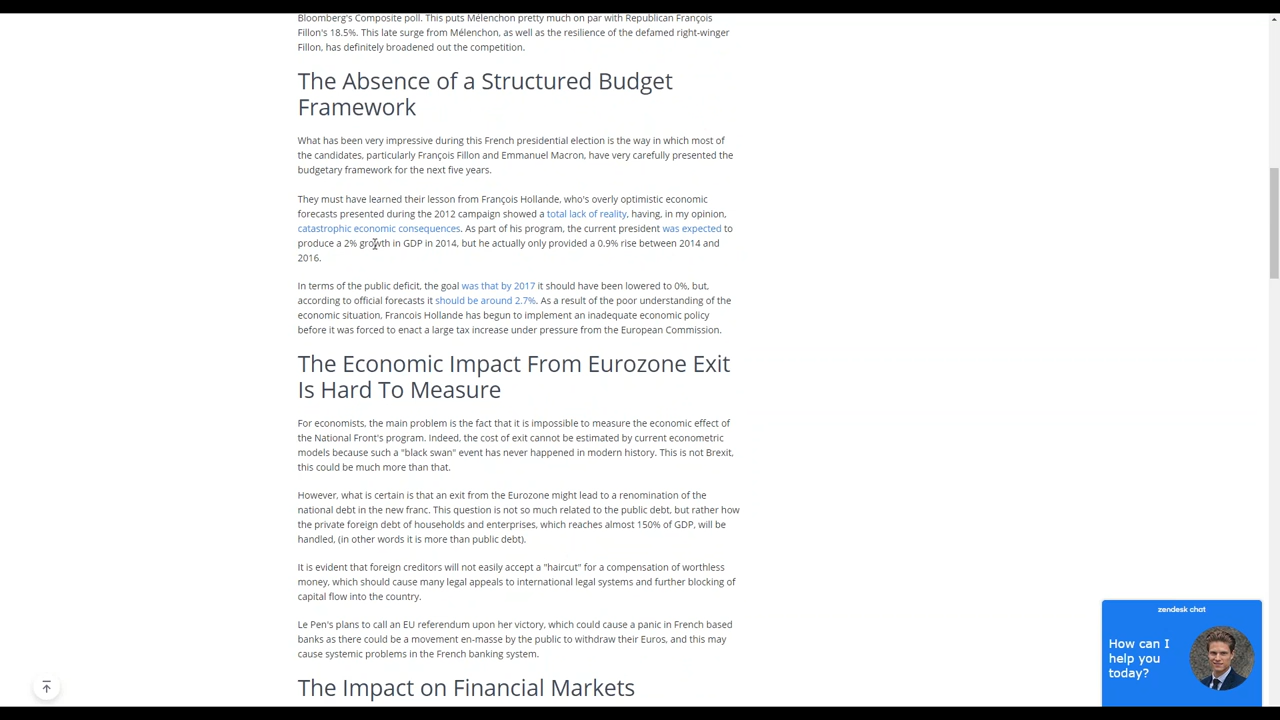 Bloomberg's Composite poll. This puts Mélenchon pretty much on par with Republican François
Fillon's 18.5%. This late surge from Mélenchon, as well as the resilience of the defamed right-winger
Fillon, has definitely broadened out the competition.
The Absence of a Structured Budget
Framework
What has been very impressive during this French presidential election is the way in which most of
the candidates, particularly François Fillon and Emmanuel Macron, have very carefully presented the
budgetary framework for the next five years.
They must have learned their lesson from François Hollande, who's overly optimistic economic
forecasts presented during the 2012 campaign showed a total lack of reality, having, in my opinion,
catastrophic economic consequences. As part of his program, the current president was expected to
produce a 2% growth in GDP in 2014, but he actually only provided a 0.9% rise between 2014 and
2016.
In terms of the public deficit, the goal was that by 2017 it should have been lowered to 0%, but,
according to official forecasts it should be around 2.7%. As a result of the poor understanding of the
economic situation, Francois Hollande has begun to implement an inadequate economic policy
before it was forced to enact a large tax increase under pressure from the European Commission.
The Economic Impact From Eurozone Exit
Is Hard To Measure
For economists, the main problem is the fact that it is impossible to measure the economic effect of
the National Front's program. Indeed, the cost of exit cannot be estimated by current econometric
models because such a "black swan" event has never happened in modern history. This is not Brexit,
this could be much more than that.
However, what is certain is that an exit from the Eurozone might lead to a renomination of the
national debt in the new franc. This question is not so much related to the public debt, but rather how
the private foreign debt of households and enterprises, which reaches almost 150% of GDP, will be
handled, (in other words it is more than public debt).
It is evident that foreign creditors will not easily accept a "haircut" for a compensation of worthless
money, which should cause many legal appeals to international legal systems and further blocking of
capital flow into the country.
Le Pen's plans to call an EU referendum upon her victory, which could cause a panic in French based
banks as there could be a movement en-masse by the public to withdraw their Euros, and this may
cause systemic problems in the French banking system.
The Impact on Financial Markets
zendesk chat
How can I
help you
today?